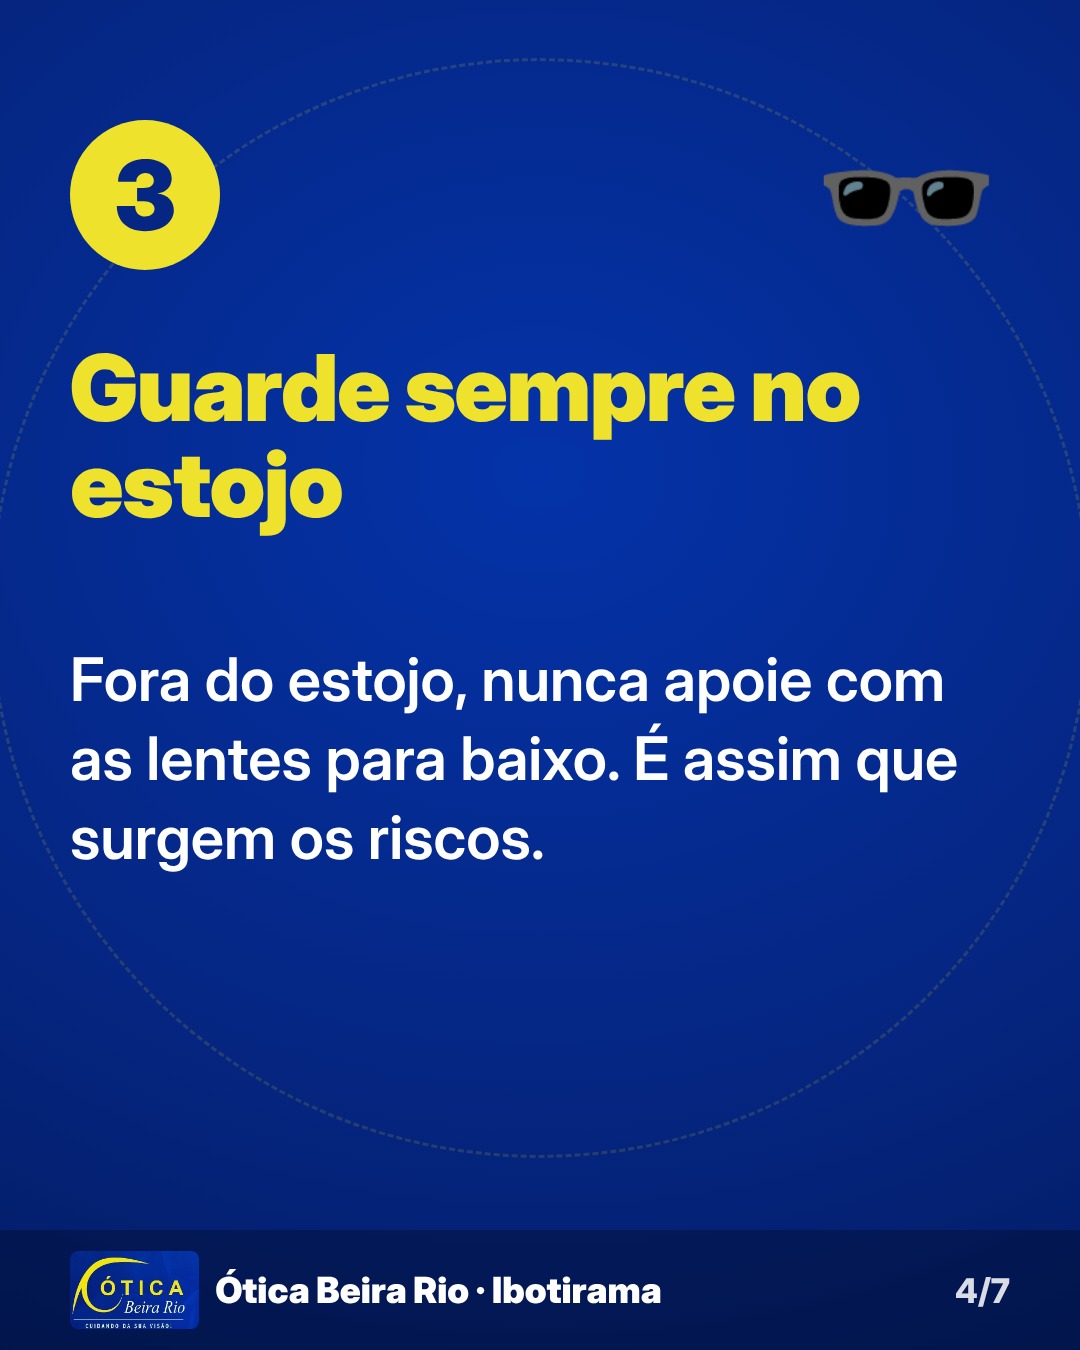 3
Guarde sempre no
estojo
Fora do estojo, nunca apoie com
as lentes para baixo. É assim que
surgem os riscos.
ÓTICA
Beira Rio
CUIDANDO DA SUA VISÃO.
Ótica Beira Rio · Ibotirama
4/7